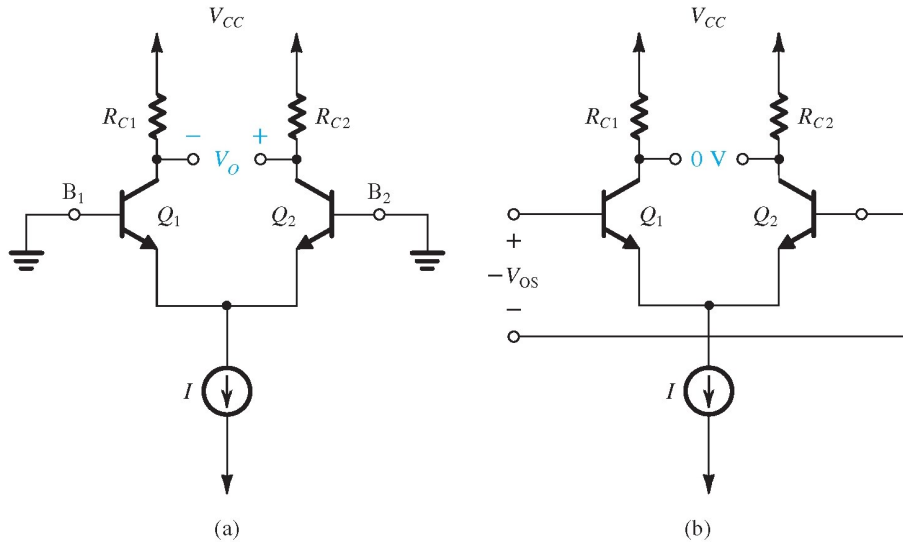 V_CC
R_C1
R_C2
− V_O +
B_1
Q_1
Q_2
B_2
I
(a)
V_CC
R_C1
R_C2
0 V
Q_1
Q_2
+
−V_OS
−
I
(b)